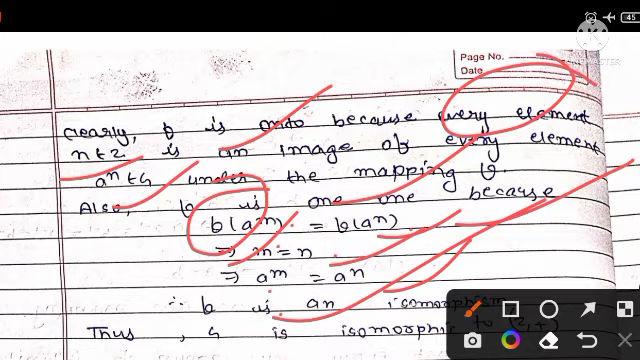 45
K
Page No.
Date
clearly, f is onto because every element
n ∈ Z is an image of every element
aⁿ ∈ G under the mapping f.
Also, f is one one because
f(aᵐ) = f(aⁿ)
⇒ m = n
⇒ aᵐ = aⁿ
∴ f is an isomorphism
Thus, G is isomorphic to (Z, +)